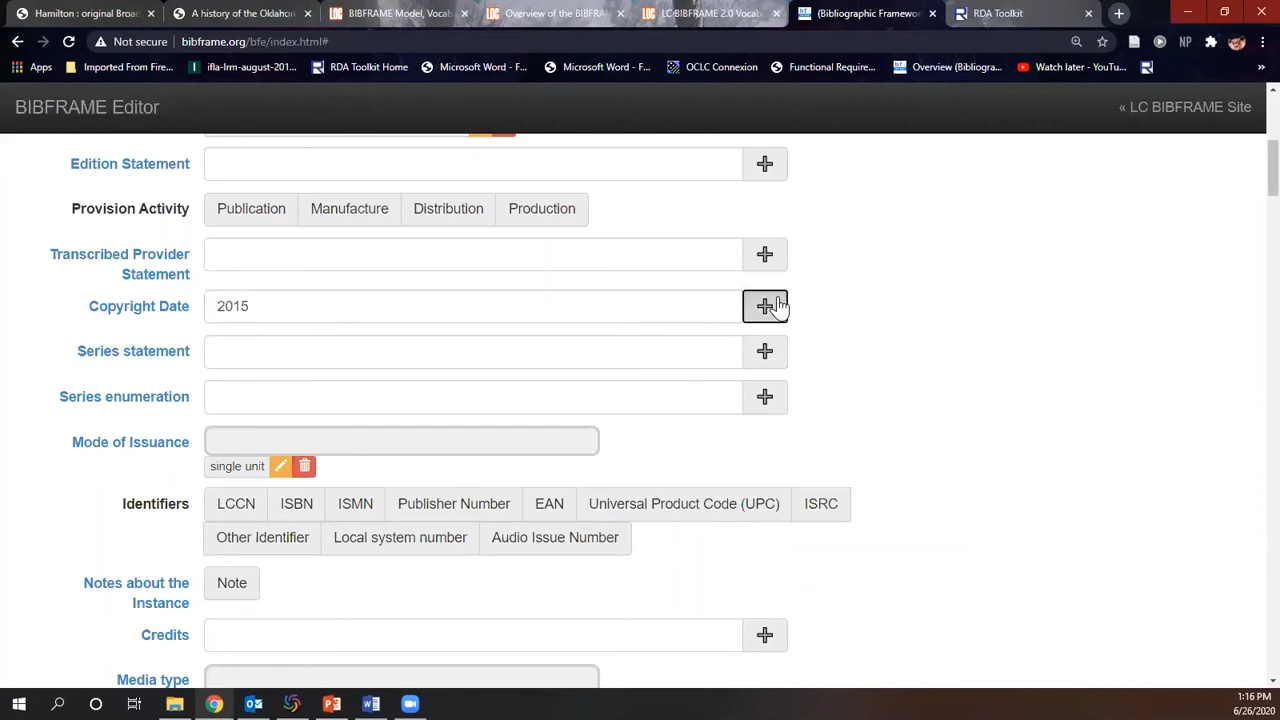 Hamilton : original Broad
A history of the Oldham
BIBFRAME Model, Vocab
Overview of the BIBFRA
LC BIBFRAME 2.0 Vocab
(Bibliographic Framewor
RDA Toolkit
Not secure | bibframe.org/bfe/index.html#
NP
Apps
Imported From Fire...
ifla-lrm-august-201...
RDA Toolkit Home
Microsoft Word - F...
Microsoft Word - F...
OCLC Connexion
Functional Require...
Overview (Bibliogra...
Watch later - YouTu...
BIBFRAME Editor
« LC BIBFRAME Site
Edition Statement
Provision Activity
Publication
Manufacture
Distribution
Production
Transcribed Provider
Statement
Copyright Date
2015
Series statement
Series enumeration
Mode of Issuance
single unit
Identifiers
LCCN
ISBN
ISMN
Publisher Number
EAN
Universal Product Code (UPC)
ISRC
Other Identifier
Local system number
Audio Issue Number
Notes about the
Instance
Note
Credits
Media type
1:16 PM
6/26/2020